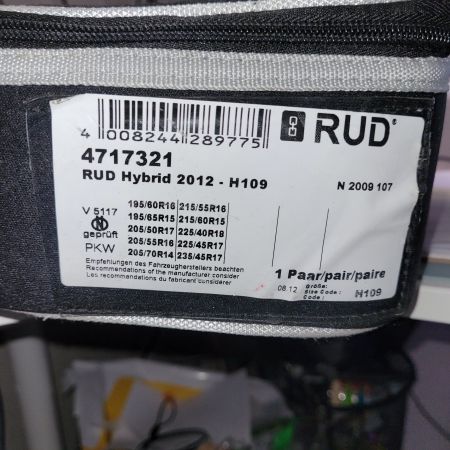 4 008244 289775
RUD®
4717321
RUD Hybrid 2012 - H109
N 2009 107
V 5117
geprüft
PKW
195/60R16 215/55R16
195/65R15 215/60R15
205/50R17 225/40R18
205/55R16 225/45R17
205/70R14 235/45R17
Empfehlungen des Fahrzeugherstellers beachten
Recommendations of the manufacturer consider
Les recommandations du fabricant considérer
1 Paar/pair/paire
08.12
Größe:
Size Code:
Code:
H109